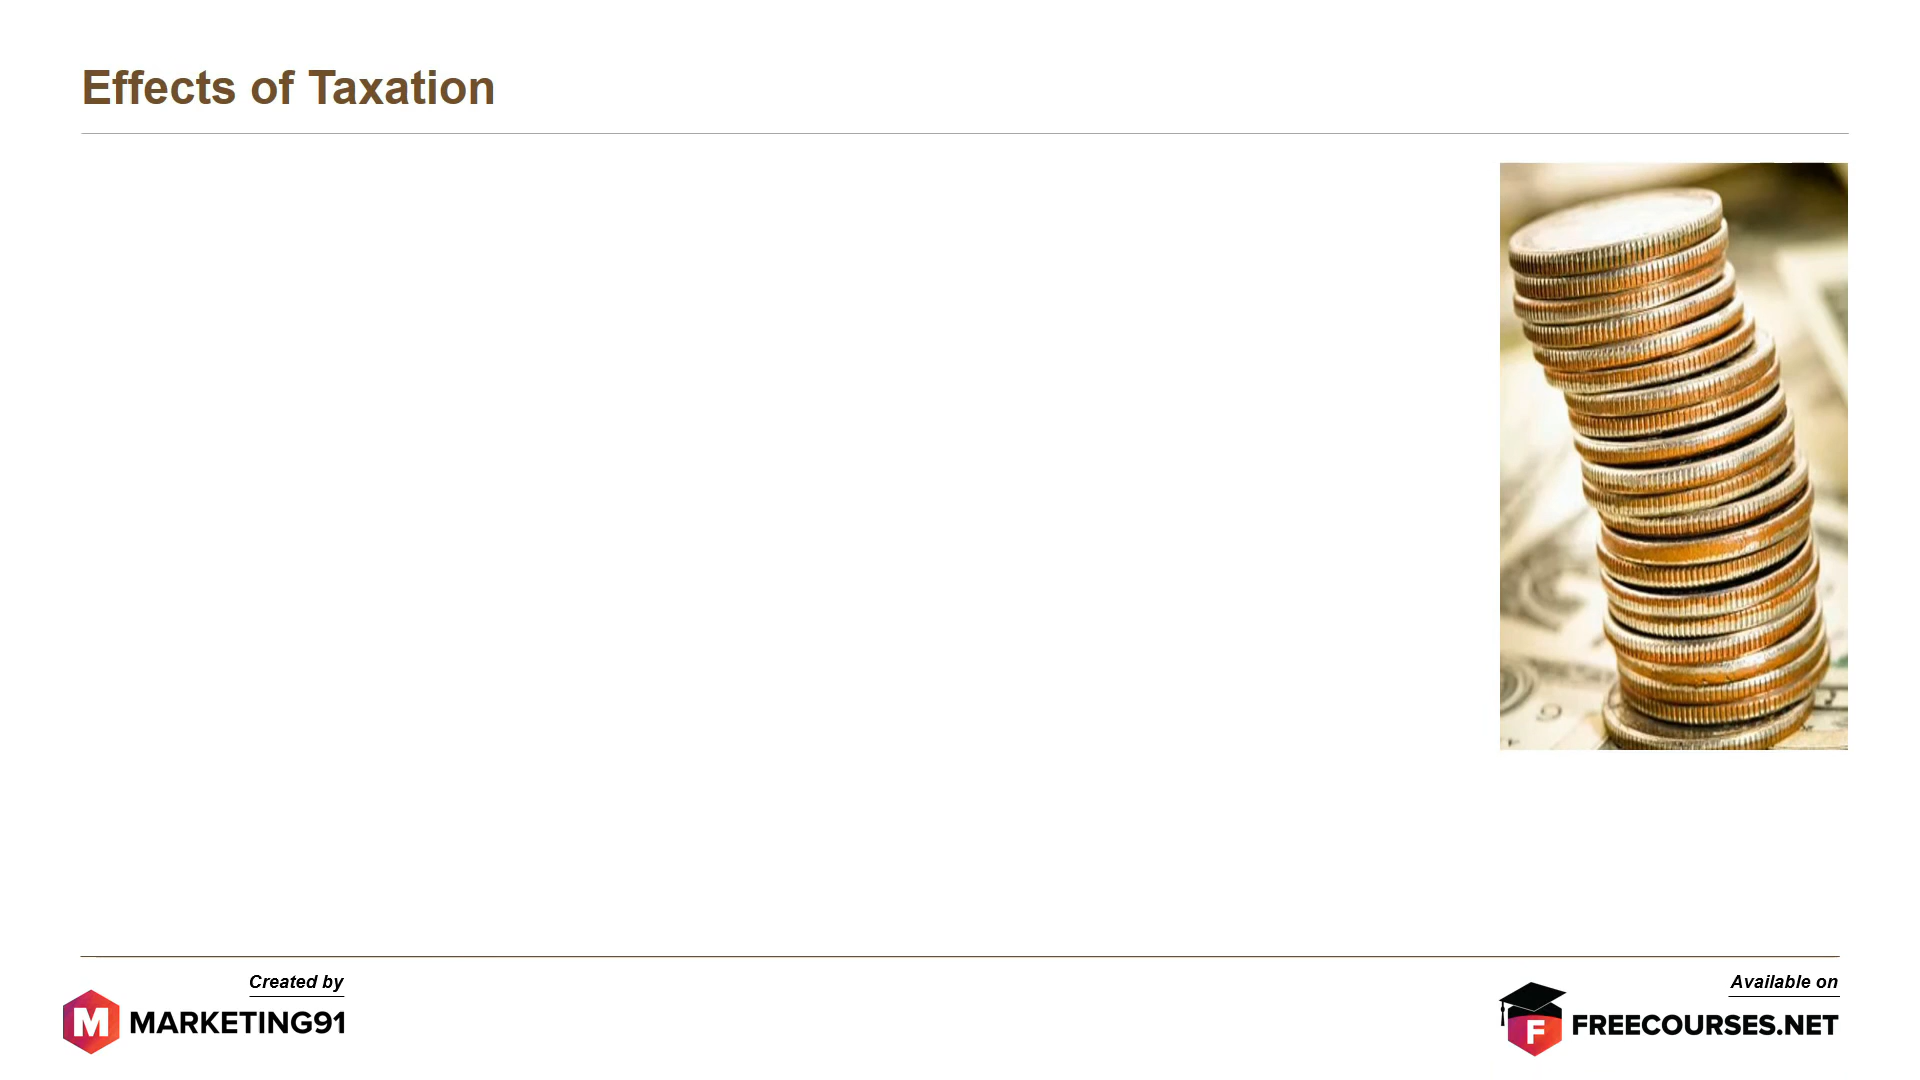 Effects of Taxation
Created by
M MARKETING91
Available on
F FREECOURSES.NET